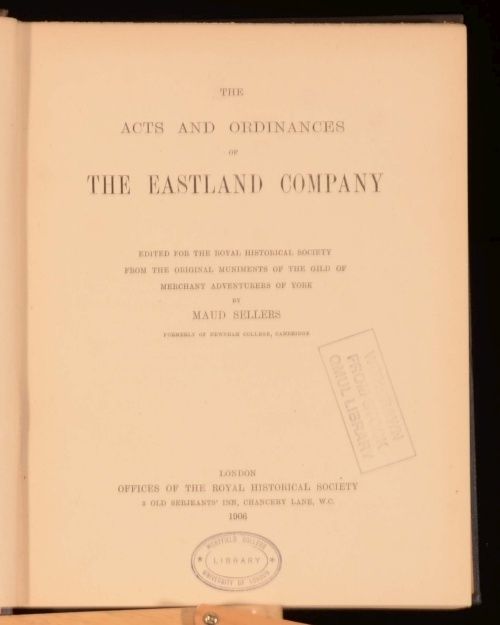 THE
ACTS AND ORDINANCES
OF
THE EASTLAND COMPANY
EDITED FOR THE ROYAL HISTORICAL SOCIETY
FROM THE ORIGINAL MUNIMENTS OF THE GILD OF
MERCHANT ADVENTURERS OF YORK
BY
MAUD SELLERS
FORMERLY OF NEWNHAM COLLEGE, CAMBRIDGE
WITHDRAWN
FROM STOCK
QMUL LIBRARY
LONDON
OFFICES OF THE ROYAL HISTORICAL SOCIETY
3 OLD SERJEANTS' INN, CHANCERY LANE, W.C.
1906
WESTFIELD COLLEGE
* LIBRARY *
UNIVERSITY OF LONDON